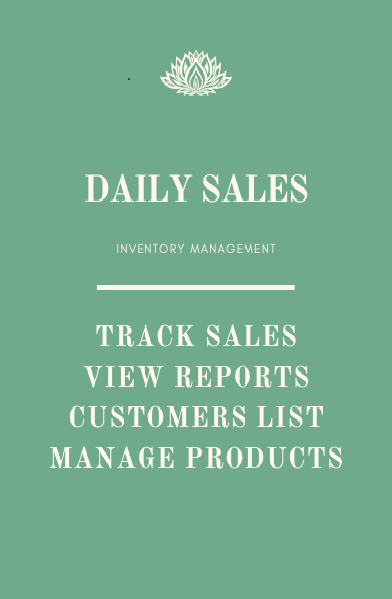 DAILY SALES
INVENTORY MANAGEMENT
TRACK SALES
VIEW REPORTS
CUSTOMERS LIST
MANAGE PRODUCTS